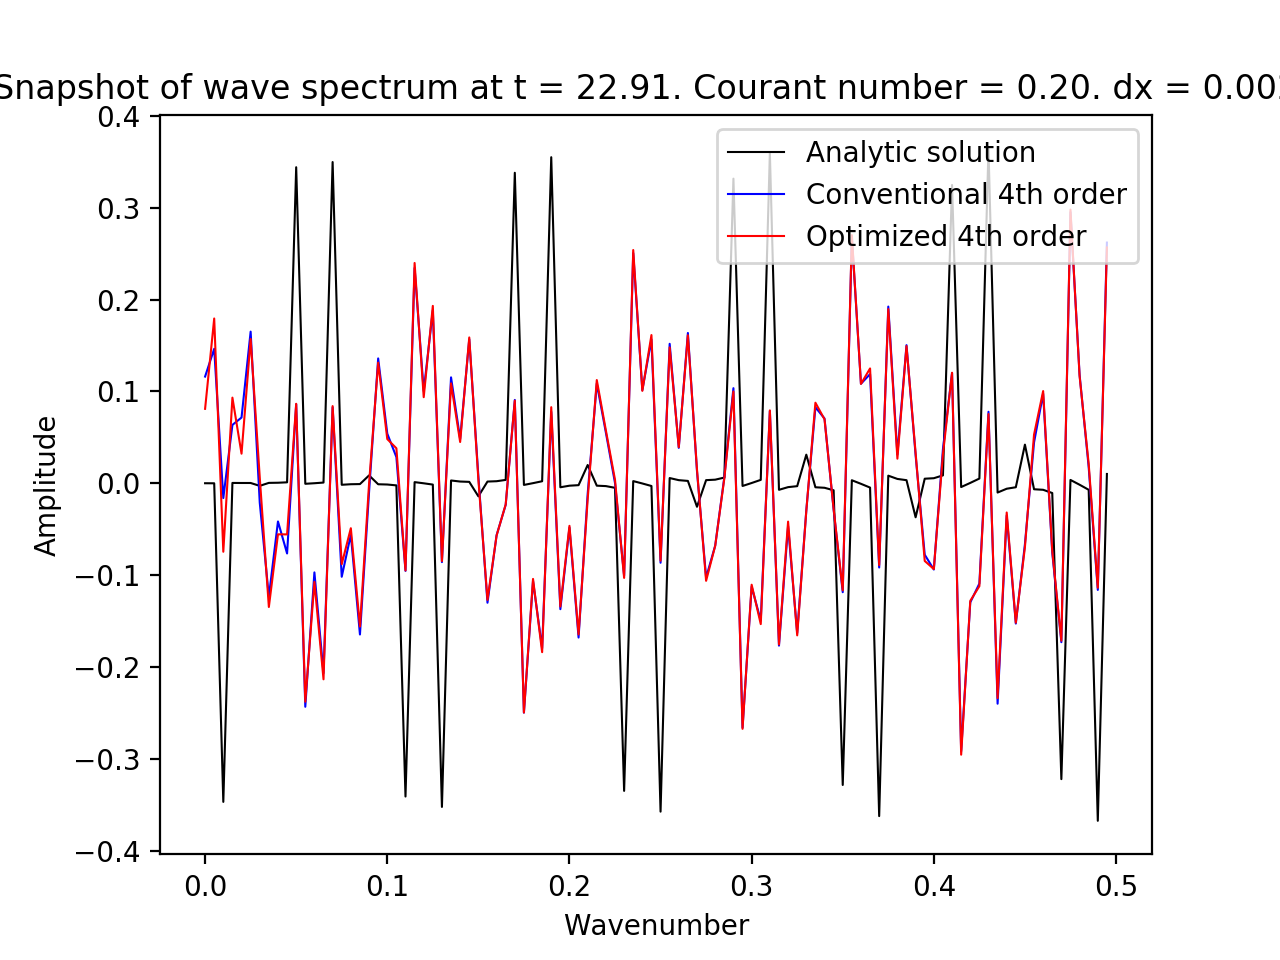 Snapshot of wave spectrum at t = 22.91. Courant number = 0.20. dx = 0.002
Analytic solution
Conventional 4th order
Optimized 4th order
0.4
0.3
0.2
0.1
0.0
−0.1
−0.2
−0.3
−0.4
Amplitude
0.0 0.1 0.2 0.3 0.4 0.5
Wavenumber